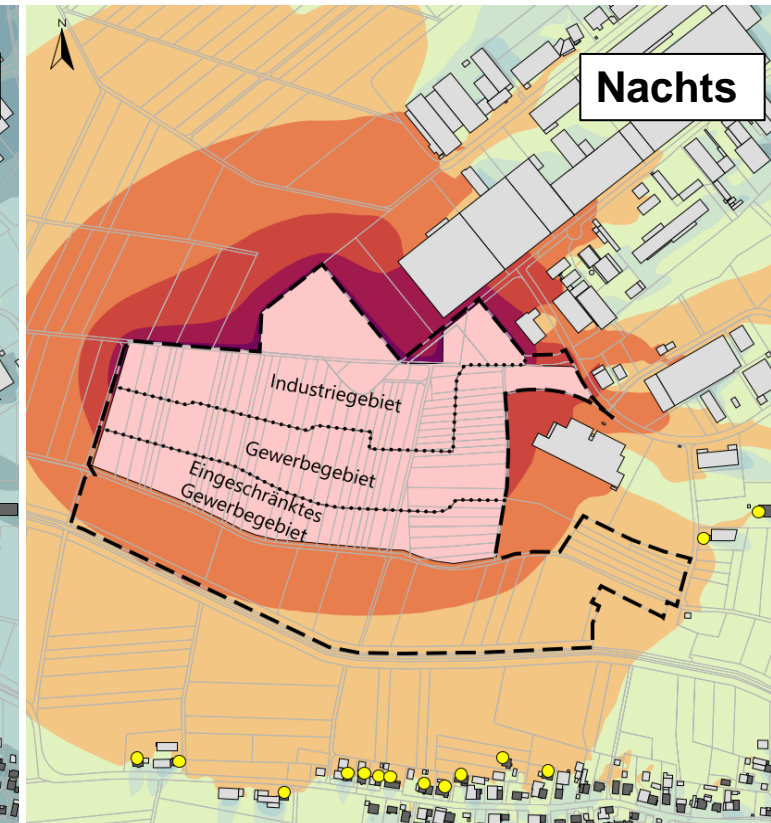 N
Nachts
Industriegebiet
Gewerbegebiet
Eingeschränktes
Gewerbegebiet